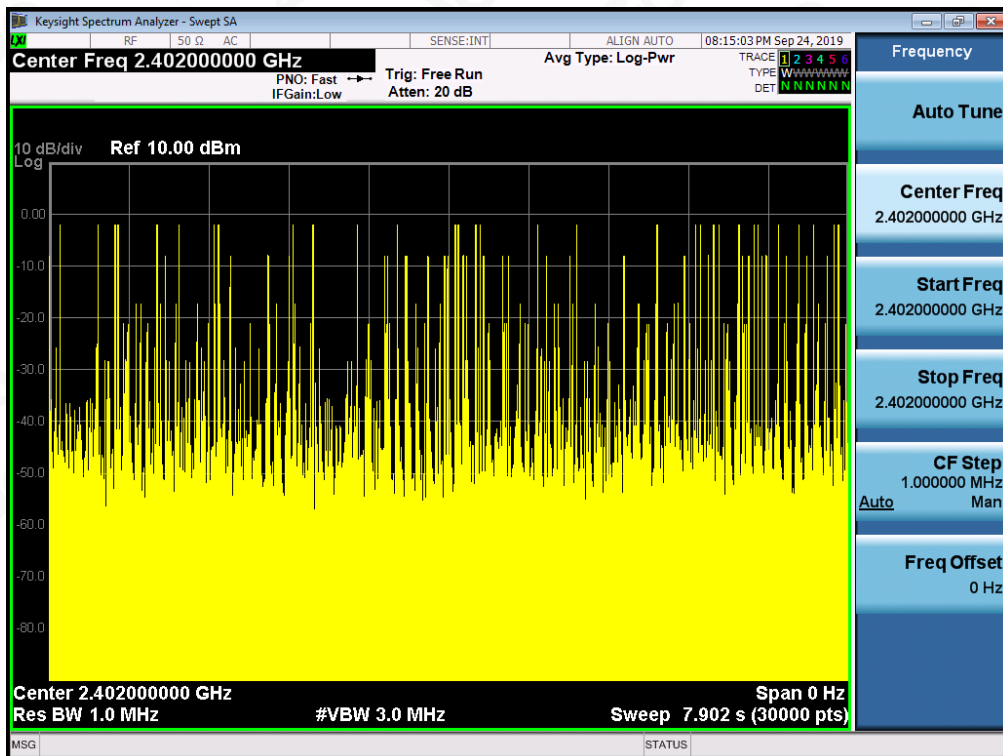 Keysight Spectrum Analyzer - Swept SA
LXI RF 50 Ω AC SENSE:INT ALIGN AUTO 08:15:03 PM Sep 24, 2019
Center Freq 2.402000000 GHz
PNO: Fast
IFGain:Low
Trig: Free Run
Atten: 20 dB
Avg Type: Log-Pwr
TRACE 1 2 3 4 5 6
TYPE WWWWWW
DET N N N N N N
10 dB/div Ref 10.00 dBm
Log
0.00
-10.0
-20.0
-30.0
-40.0
-50.0
-60.0
-70.0
-80.0
Center 2.402000000 GHz Span 0 Hz
Res BW 1.0 MHz #VBW 3.0 MHz Sweep 7.902 s (30000 pts)
MSG STATUS
Frequency
Auto Tune
Center Freq
2.402000000 GHz
Start Freq
2.402000000 GHz
Stop Freq
2.402000000 GHz
CF Step
1.000000 MHz
Auto Man
Freq Offset
0 Hz